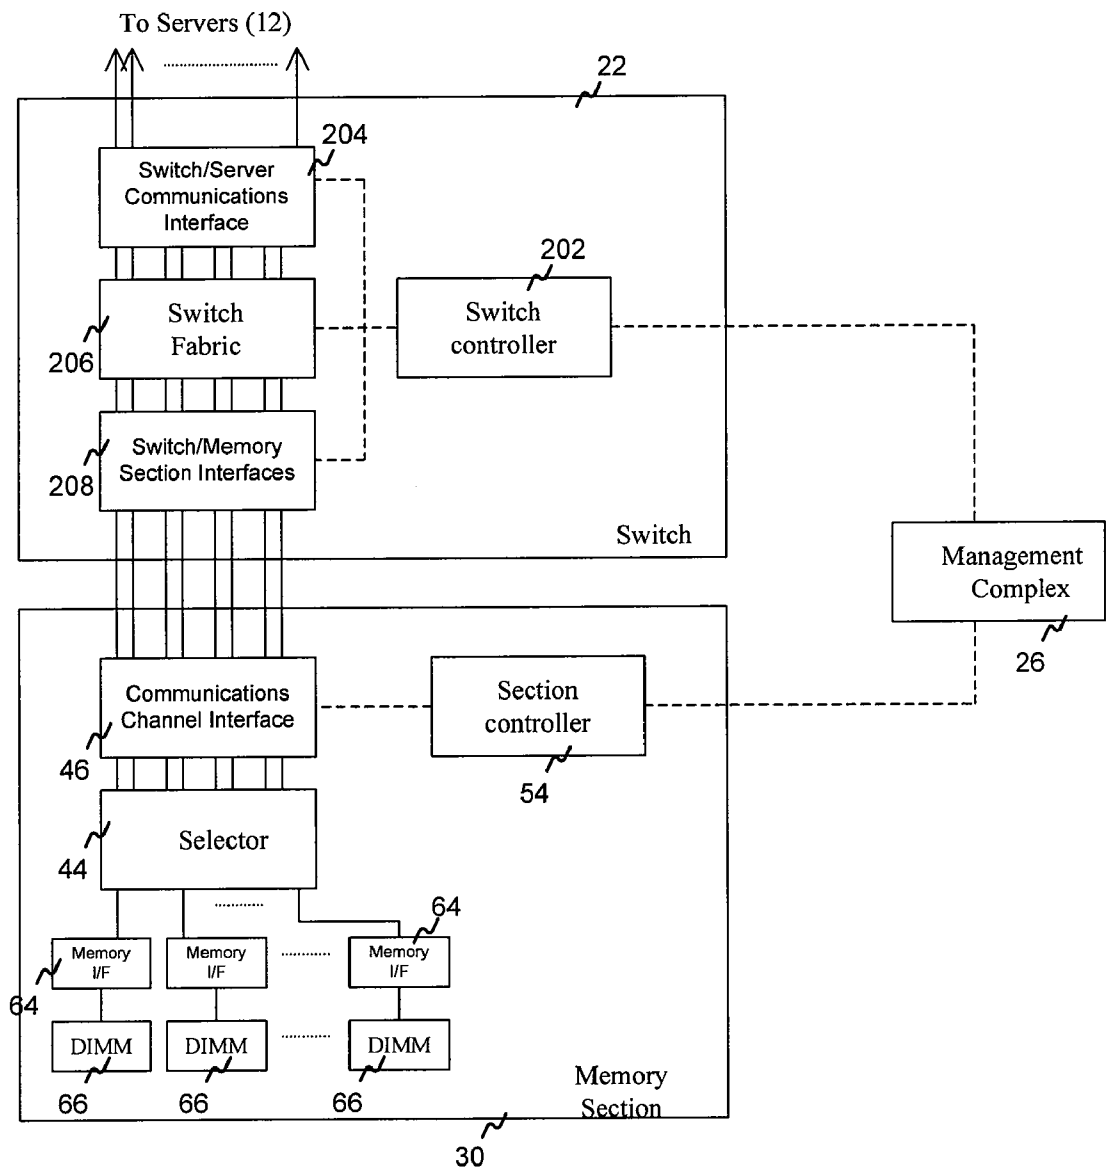 To Servers (12)
22
204
Switch/Server
Communications
Interface
202
Switch
Fabric
206
Switch
controller
Switch/Memory
Section Interfaces
208
Switch
Management
Complex
26
Communications
Channel Interface
46
Section
controller
54
Selector
44
64
Memory
I/F
Memory
I/F
Memory
I/F
64
DIMM
DIMM
DIMM
66
66
66
Memory
Section
30